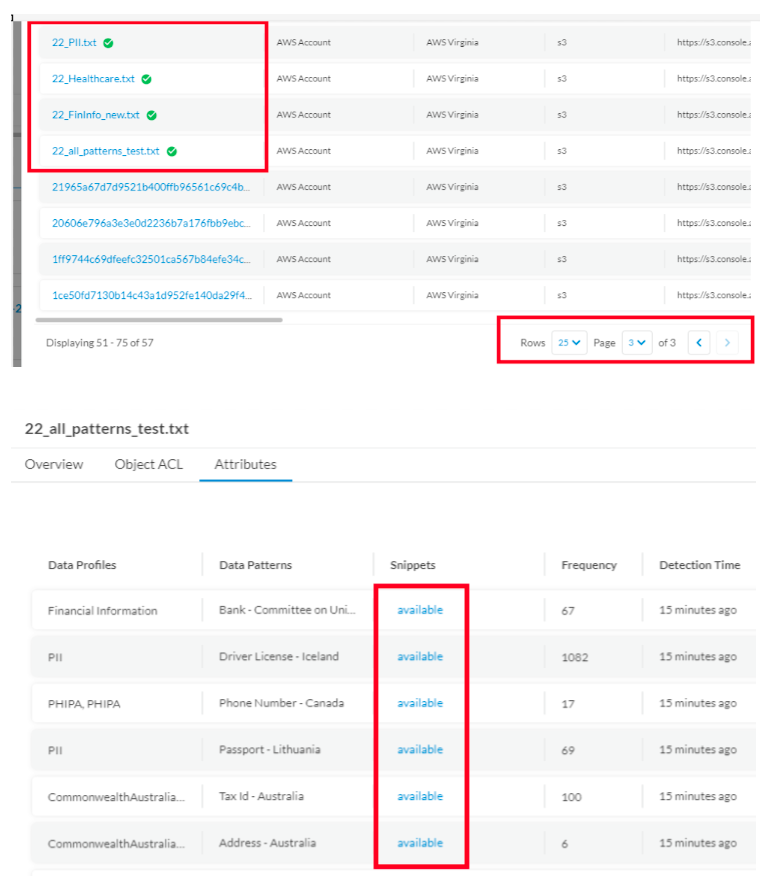 22_PII.txt AWS Account AWS Virginia s3 https://s3.console.a
22_Healthcare.txt AWS Account AWS Virginia s3 https://s3.console.a
22_FinInfo_new.txt AWS Account AWS Virginia s3 https://s3.console.a
22_all_patterns_test.txt AWS Account AWS Virginia s3 https://s3.console.a
21965a67d7d9521b400ffb96561c69c4b... AWS Account AWS Virginia s3 https://s3.console.a
20606e796a3e3e0d2236b7a176fbb9ebc... AWS Account AWS Virginia s3 https://s3.console.a
1ff9744c69dfeefc32501ca567b84efe34c... AWS Account AWS Virginia s3 https://s3.console.a
1ce50fd7130b14c43a1d952fe140da29f4... AWS Account AWS Virginia s3 https://s3.console.a
Displaying 51 - 75 of 57 Rows 25 Page 3 of 3
22_all_patterns_test.txt
Overview Object ACL Attributes
Data Profiles Data Patterns Snippets Frequency Detection Time
Financial Information Bank - Committee on Uni... available 67 15 minutes ago
PII Driver License - Iceland available 1082 15 minutes ago
PHIPA, PHIPA Phone Number - Canada available 17 15 minutes ago
PII Passport - Lithuania available 69 15 minutes ago
CommonwealthAustralia... Tax Id - Australia available 100 15 minutes ago
CommonwealthAustralia... Address - Australia available 6 15 minutes ago